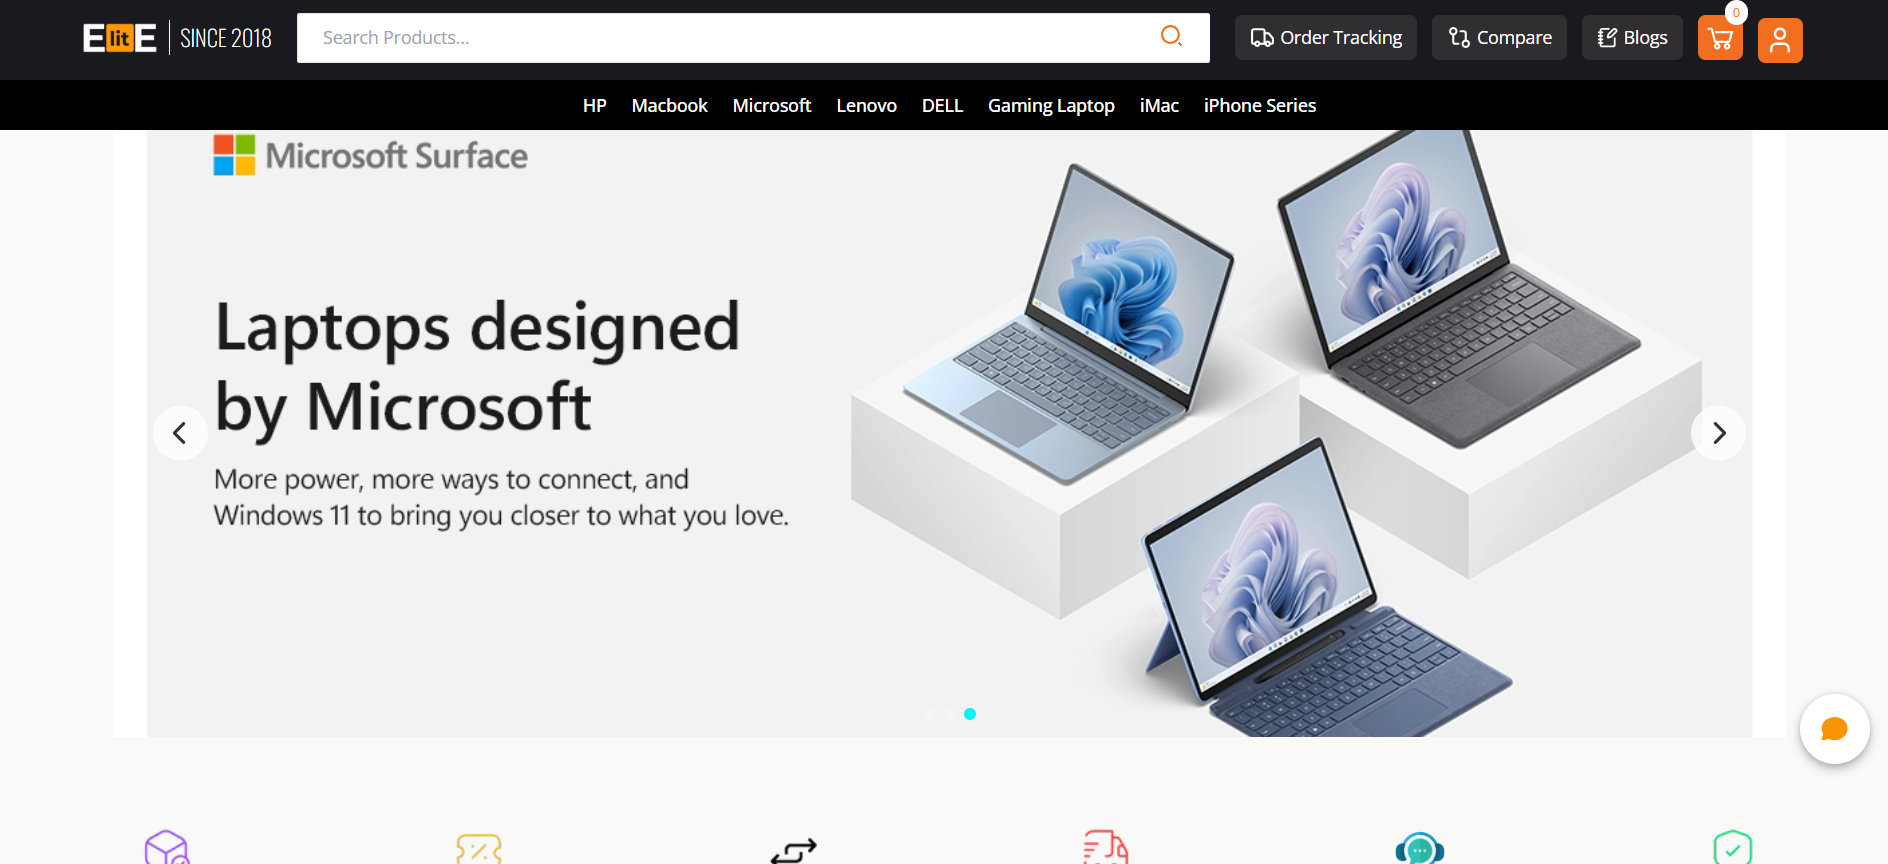 ElitE
SINCE 2018
Search Products...
Order Tracking
Compare
Blogs
0
HP
Macbook
Microsoft
Lenovo
DELL
Gaming Laptop
iMac
iPhone Series
Microsoft Surface
Laptops designed
by Microsoft
More power, more ways to connect, and
Windows 11 to bring you closer to what you love.